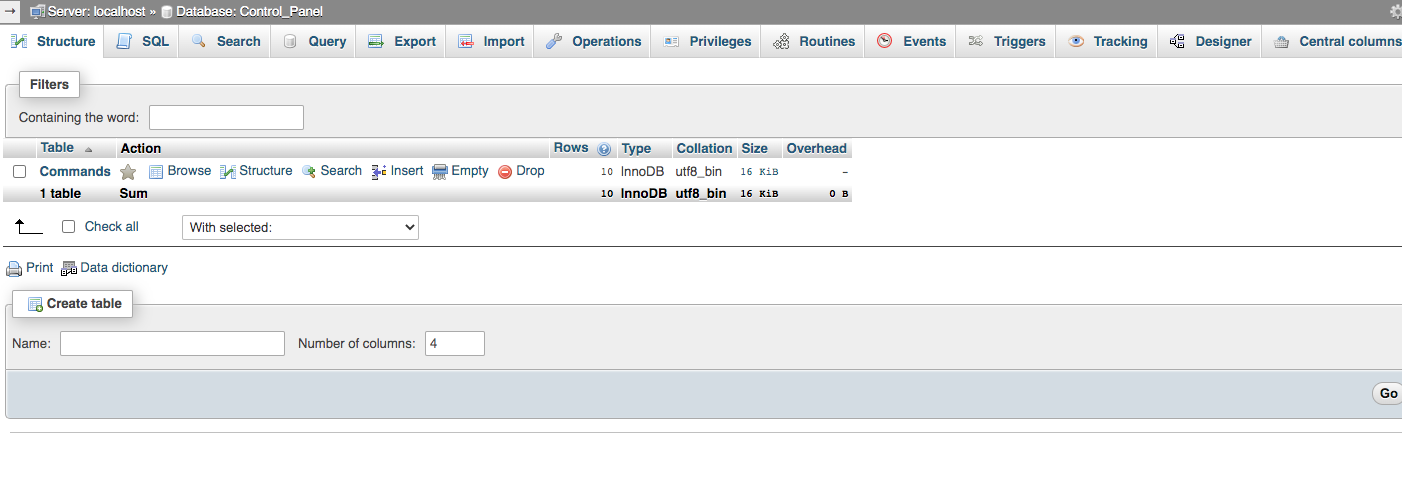 Server: localhost » Database: Control_Panel
Structure SQL Search Query Export Import Operations Privileges Routines Events Triggers Tracking Designer Central columns
Filters
Containing the word:
Table Action Rows Type Collation Size Overhead
Commands Browse Structure Search Insert Empty Drop 10 InnoDB utf8_bin 16 KiB -
1 table Sum 10 InnoDB utf8_bin 16 KiB 0 B
Check all With selected:
Print Data dictionary
Create table
Name: Number of columns: 4
Go